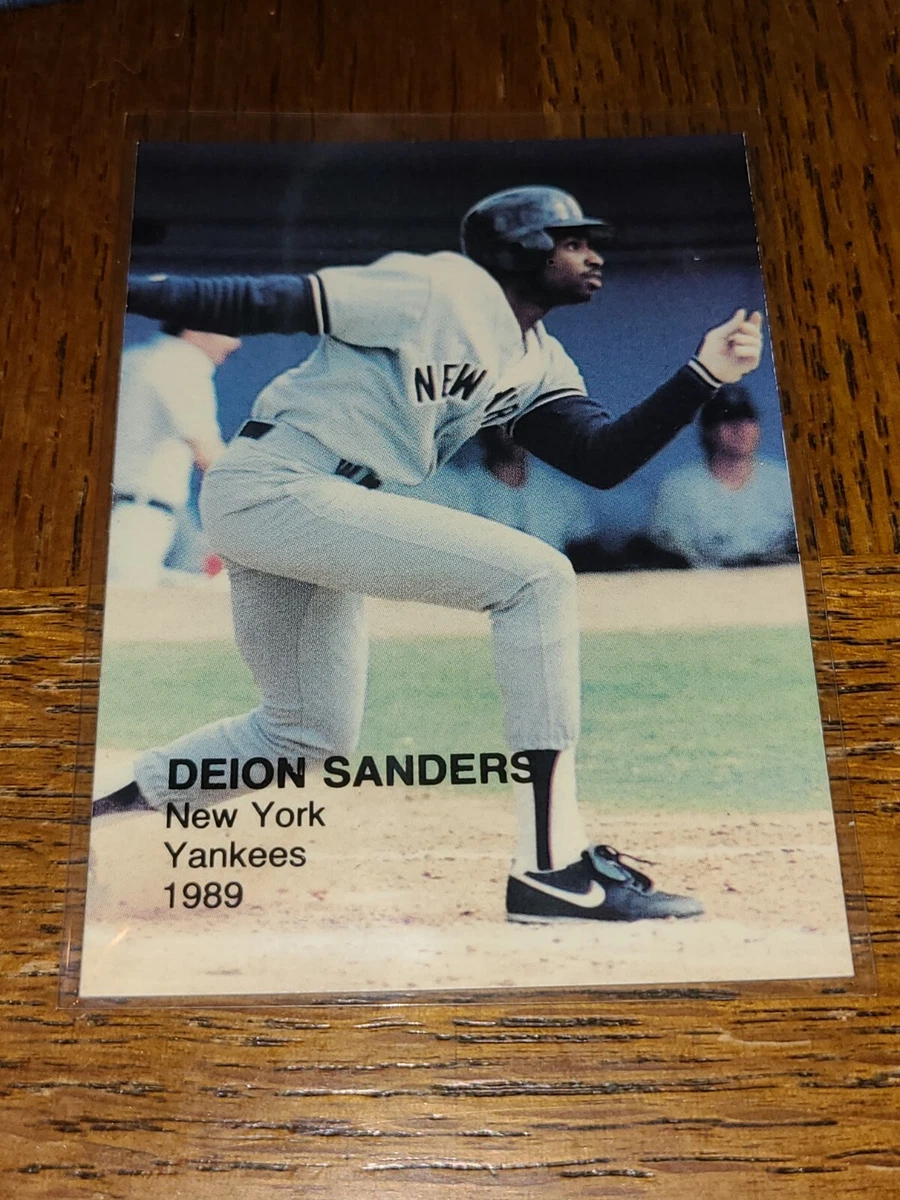 NEW
DEION SANDERS
New York
Yankees
1989